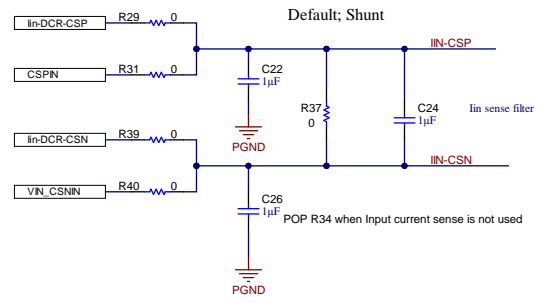 Default; Shunt
Iin-DCR-CSP R29 0
IIN-CSP
CSPIN R31 0
C22
1µF
R37
0
C24
1µF
Iin sense filter
PGND
Iin-DCR-CSN R39 0
IIN-CSN
VIN_CSNIN R40 0
C26
1µF
POP R34 when Input current sense is not used
PGND